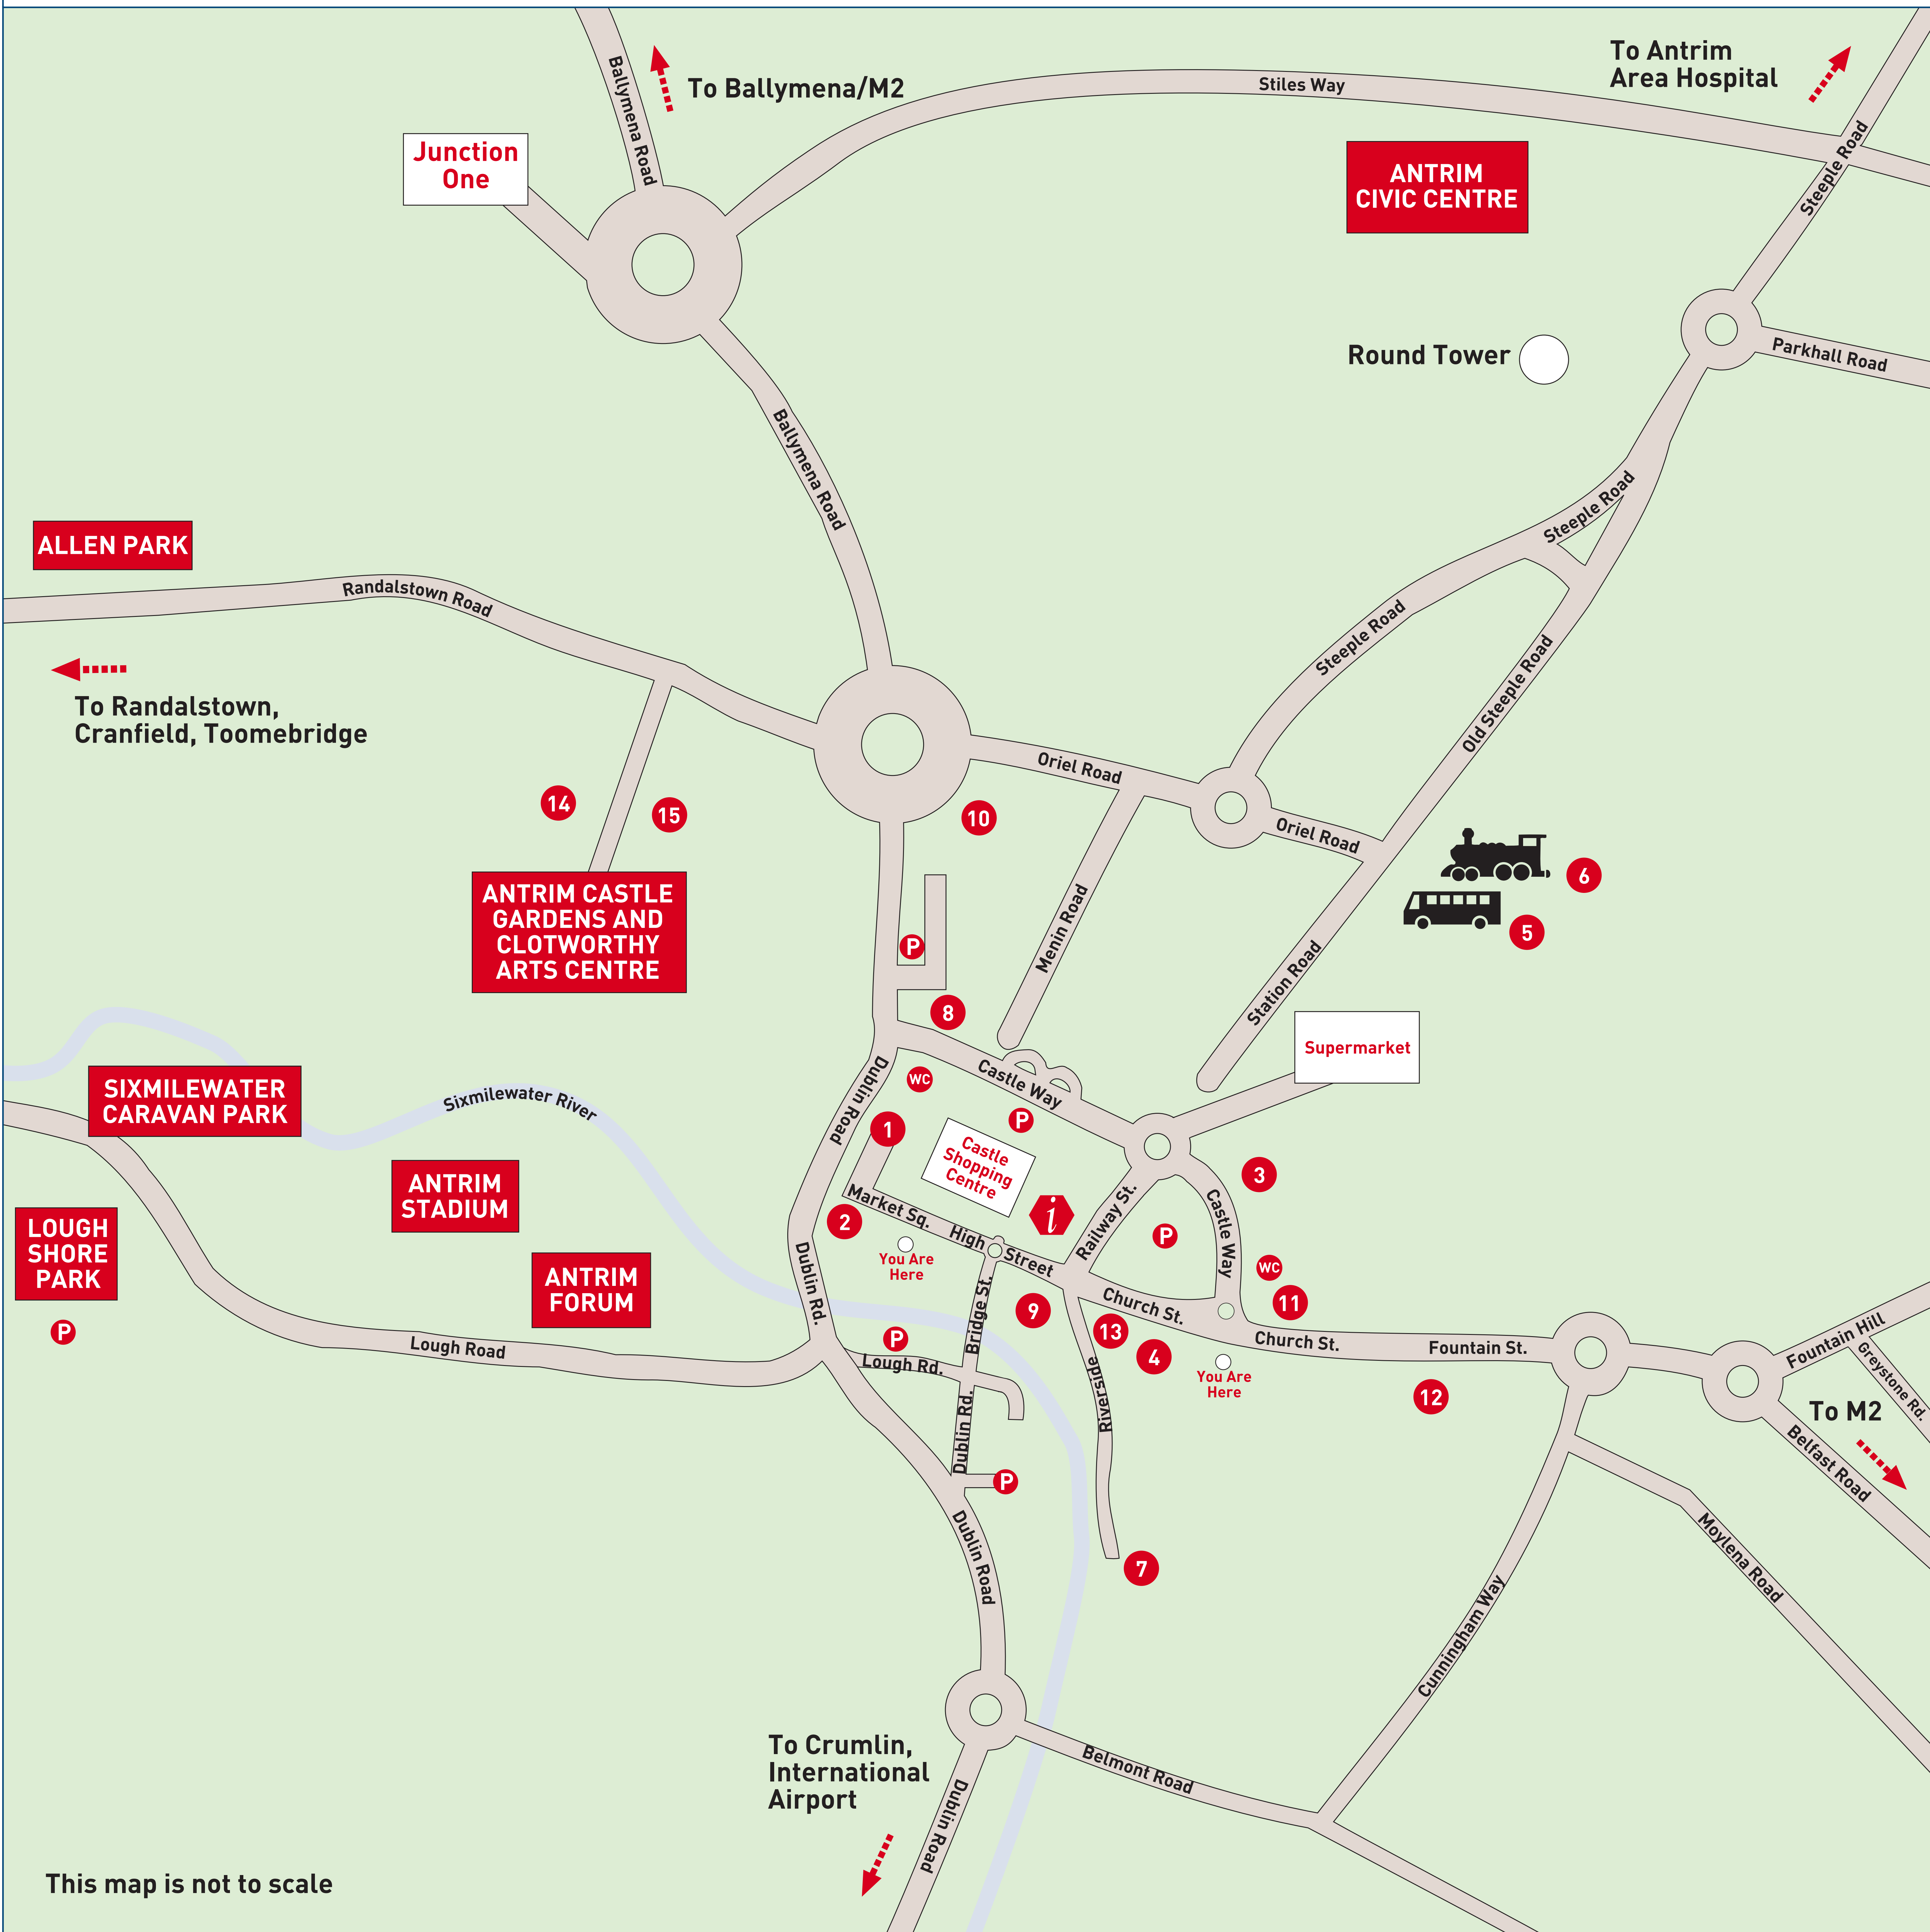 Ballymena Road
To Ballymena/M2
Stiles Way
To Antrim
Area Hospital
Junction
One
ANTRIM
CIVIC CENTRE
Steeple Road
Round Tower
Parkhall Road
Ballymena Road
Steeple Road
ALLEN PARK
Randalstown Road
Steeple Road
Old Steeple Road
To Randalstown,
Cranfield, Toomebridge
Oriel Road
14
15
10
Oriel Road
6
5
ANTRIM CASTLE
GARDENS AND
CLOTWORTHY
ARTS CENTRE
P
Menin Road
Station Road
8
Supermarket
SIXMILEWATER
CARAVAN PARK
Sixmilewater River
Dublin Road
WC
Castle Way
P
1
Castle
Shopping
Centre
3
ANTRIM
STADIUM
Market Sq.
2
i
Railway St.
P
Castle Way
LOUGH
SHORE
PARK
P
High Street
You Are
Here
WC
ANTRIM
FORUM
Dublin Rd.
Bridge St.
9
Church St.
11
13
4
Church St.
Fountain St.
Fountain Hill
Greystone Rd.
Lough Road
P
Lough Rd.
Riverside
You Are
Here
12
To M2
Dublin Rd.
Belfast Road
P
Dublin Road
7
Moylena Road
Cunningham Way
To Crumlin,
International
Airport
Belmont Road
Dublin Road
This map is not to scale